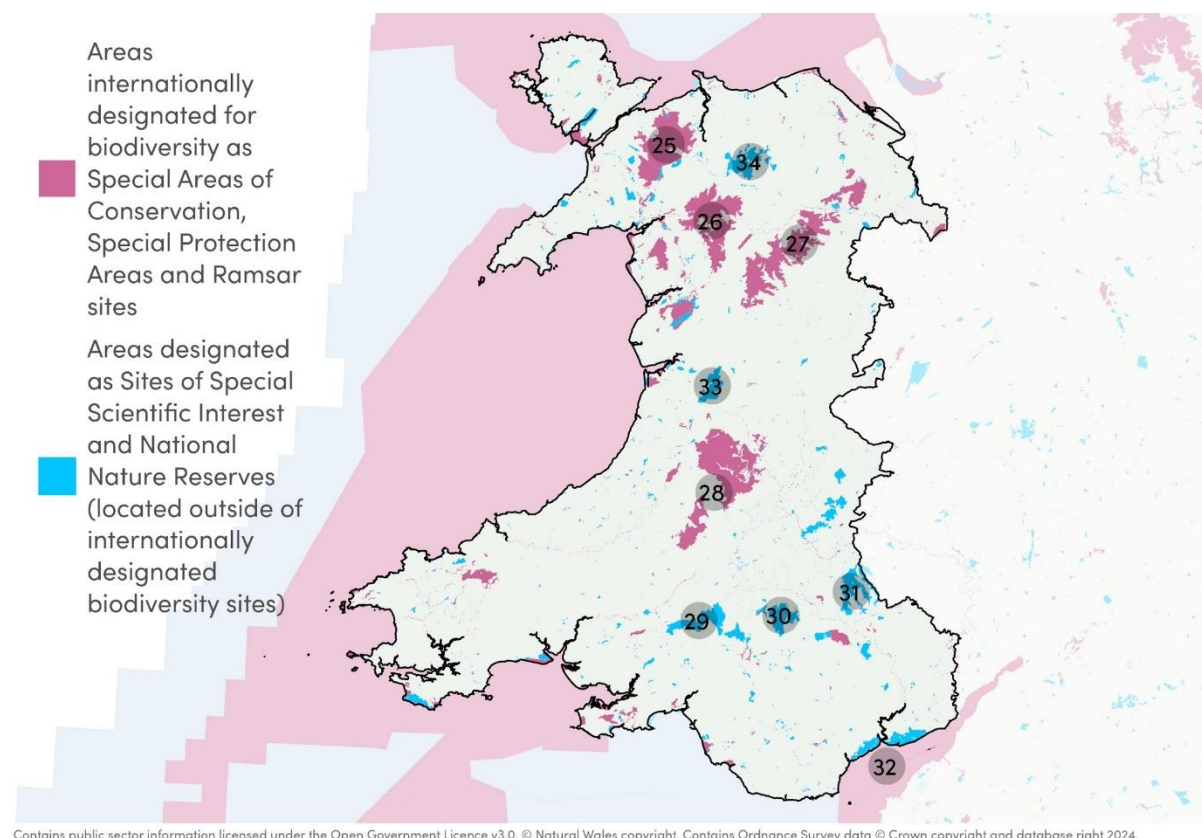 Areas
internationally
designated for
biodiversity as
Special Areas of
Conservation,
Special Protection
Areas and Ramsar
sites
Areas designated
as Sites of Special
Scientific Interest
and National
Nature Reserves
(located outside of
internationally
designated
biodiversity sites)
25
34
26
27
33
28
31
29
30
32
Contains public sector information licensed under the Open Government Licence v3.0. © Natural Wales copyright. Contains Ordnance Survey data © Crown copyright and database right 2024.